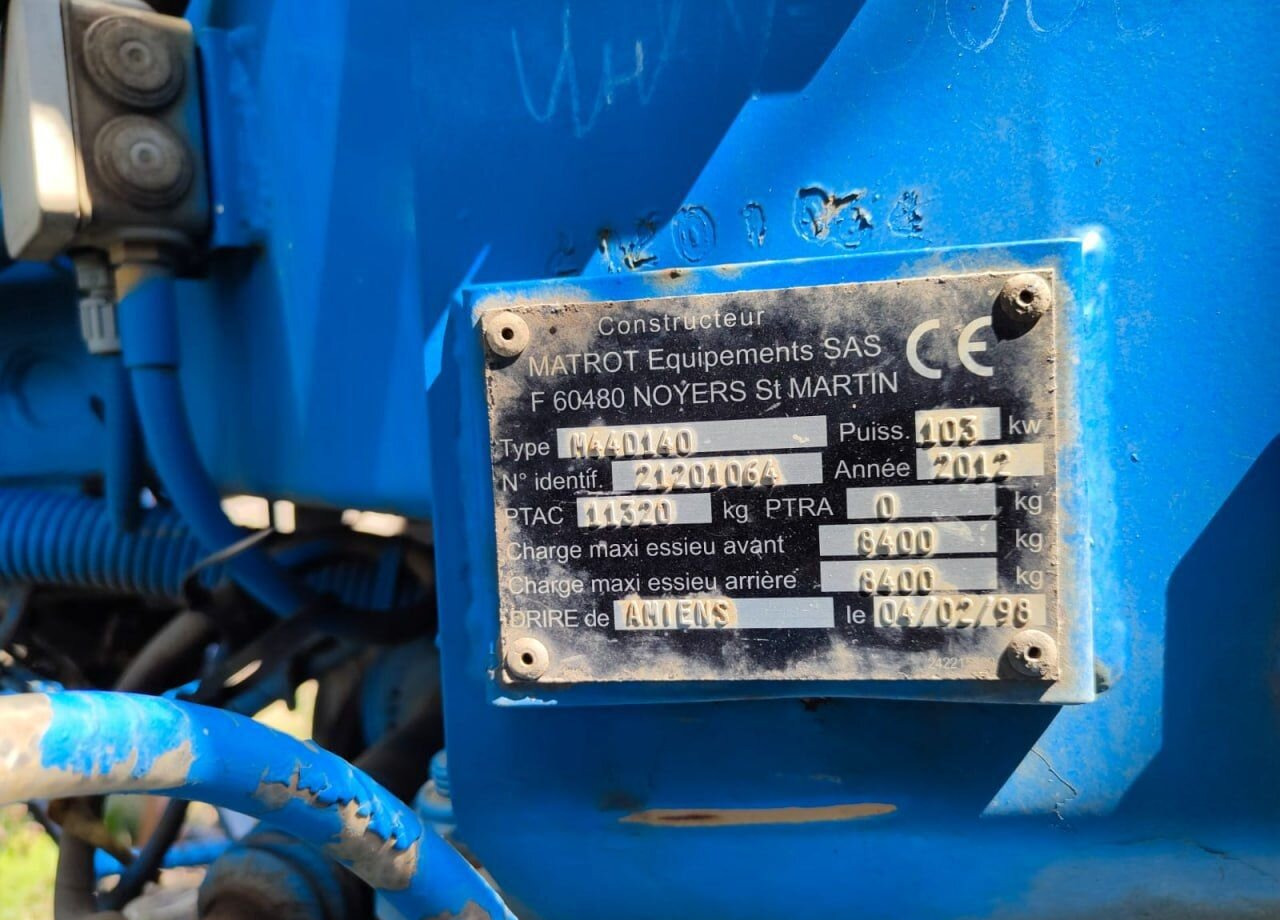 Constructeur
MATROT Equipements SAS CE
F 60480 NOYERS St MARTIN
Type M44D140 Puiss. 103 kw
N° identif. 21201064 Année 2012
PTAC 11320 kg PTRA 0 kg
Charge maxi essieu avant 8400 kg
Charge maxi essieu arrière 8400 kg
DRIRE de AMIENS le 04/02/98